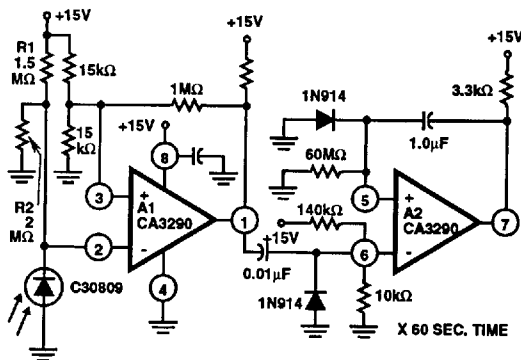 +15V
R1
1.5
MΩ
15kΩ
1MΩ
+15V
15
kΩ
8
3
+
A1
CA3290
-
1
R2
2
MΩ
2
C30809
4
+15V
3.3kΩ
1N914
1.0μF
60MΩ
5
+
A2
CA3290
-
7
140kΩ
+15V
6
0.01μF
1N914
10kΩ
X 60 SEC. TIME